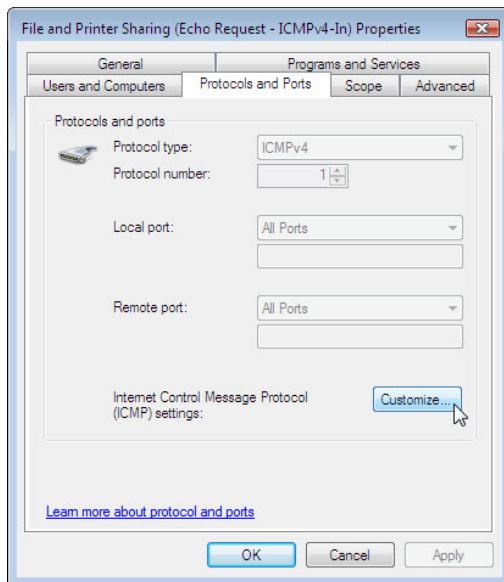 File and Printer Sharing (Echo Request - ICMPv4-In) Properties
General
Programs and Services
Users and Computers
Protocols and Ports
Scope
Advanced
Protocols and ports
Protocol type:
ICMPv4
Protocol number:
1
Local port:
All Ports
Remote port:
All Ports
Internet Control Message Protocol
(ICMP) settings:
Customize...
Learn more about protocol and ports
OK
Cancel
Apply